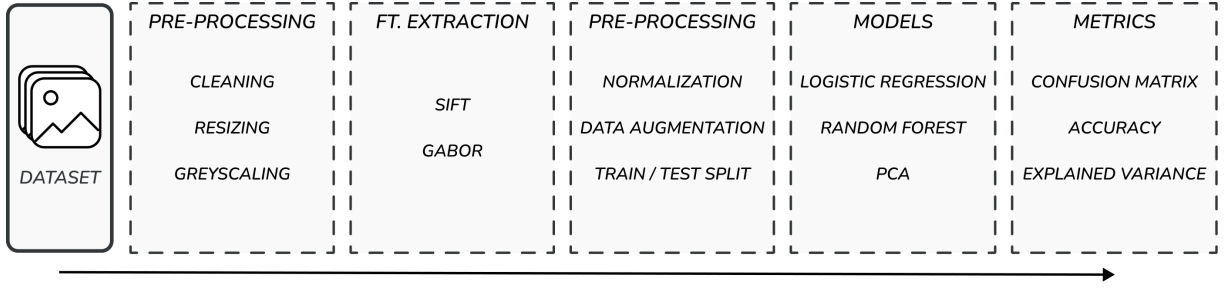 DATASET
PRE-PROCESSING
CLEANING
RESIZING
GREYSCALING
FT. EXTRACTION
SIFT
GABOR
PRE-PROCESSING
NORMALIZATION
DATA AUGMENTATION
TRAIN / TEST SPLIT
MODELS
LOGISTIC REGRESSION
RANDOM FOREST
PCA
METRICS
CONFUSION MATRIX
ACCURACY
EXPLAINED VARIANCE